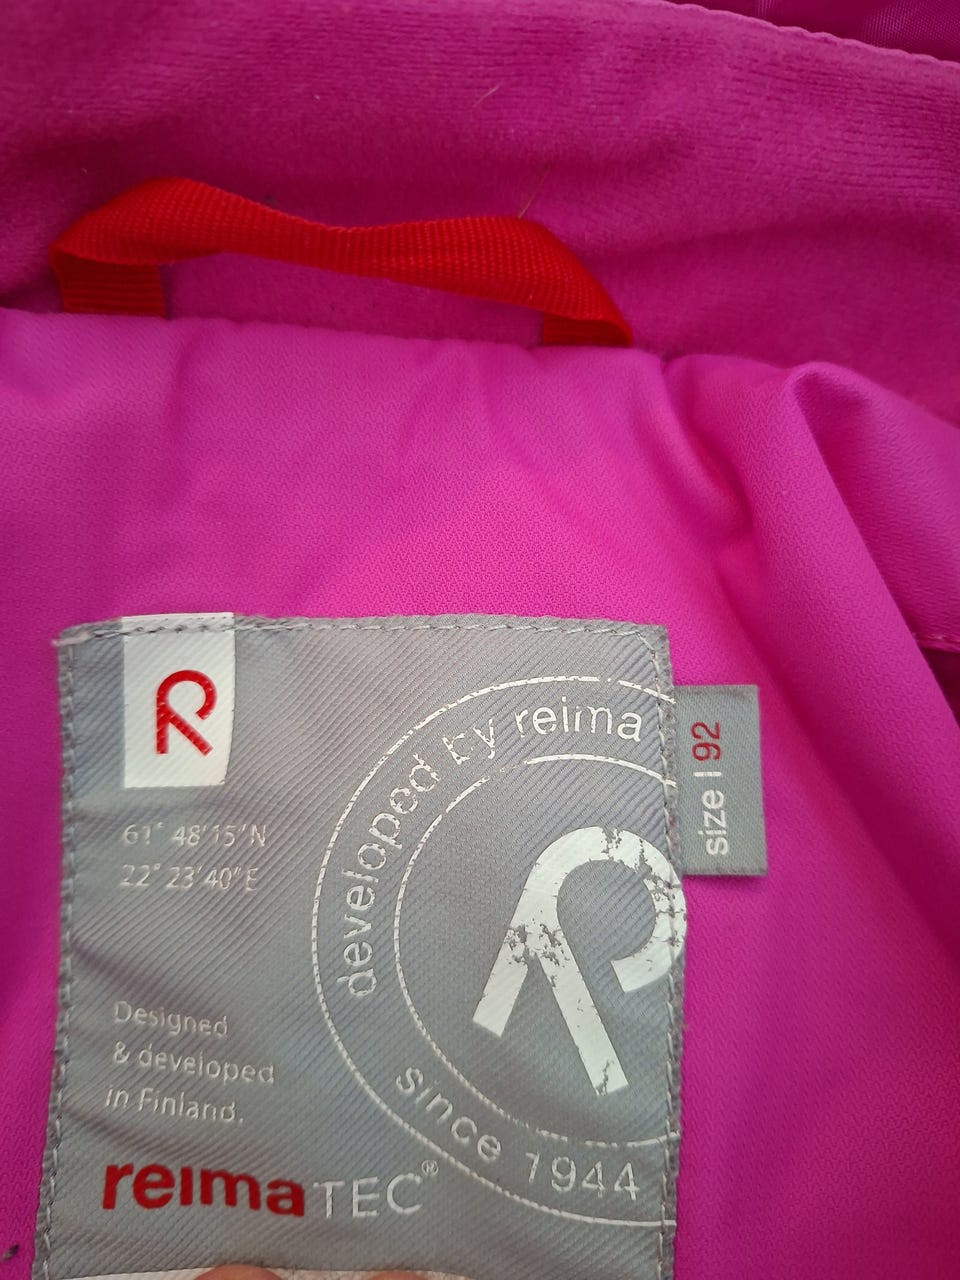 R
61° 48'15"N
22° 23'40"E
developed by reima
since 1944
size | 92
Designed
& developed
in Finland.
reimaTEC®